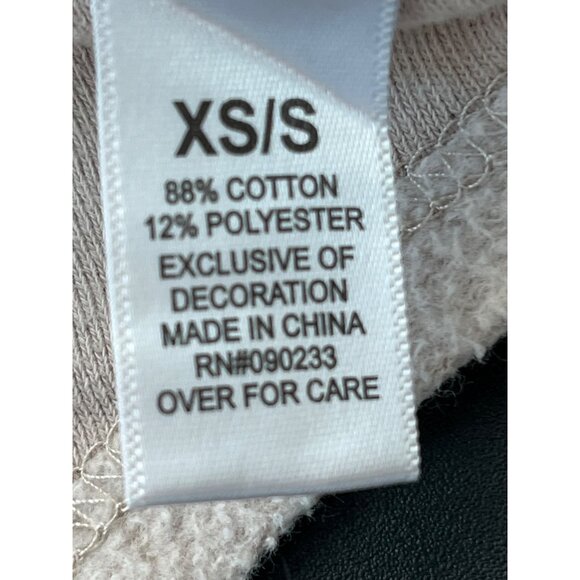 XS/S
88% COTTON
12% POLYESTER
EXCLUSIVE OF
DECORATION
MADE IN CHINA
RN#090233
OVER FOR CARE